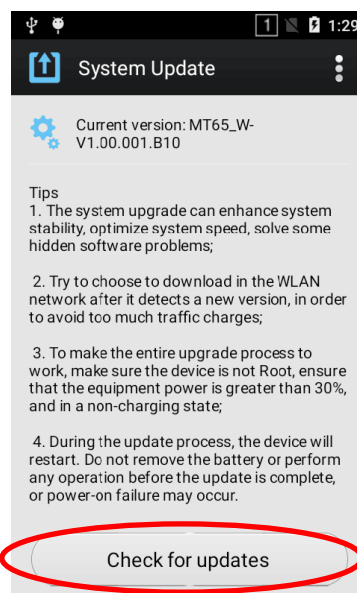 1 1:29
System Update
Current version: MT65_W-
V1.00.001.B10
Tips
1. The system upgrade can enhance system
stability, optimize system speed, solve some
hidden software problems;
2. Try to choose to download in the WLAN
network after it detects a new version, in order
to avoid too much traffic charges;
3. To make the entire upgrade process to
work, make sure the device is not Root, ensure
that the equipment power is greater than 30%,
and in a non-charging state;
4. During the update process, the device will
restart. Do not remove the battery or perform
any operation before the update is complete,
or power-on failure may occur.
Check for updates